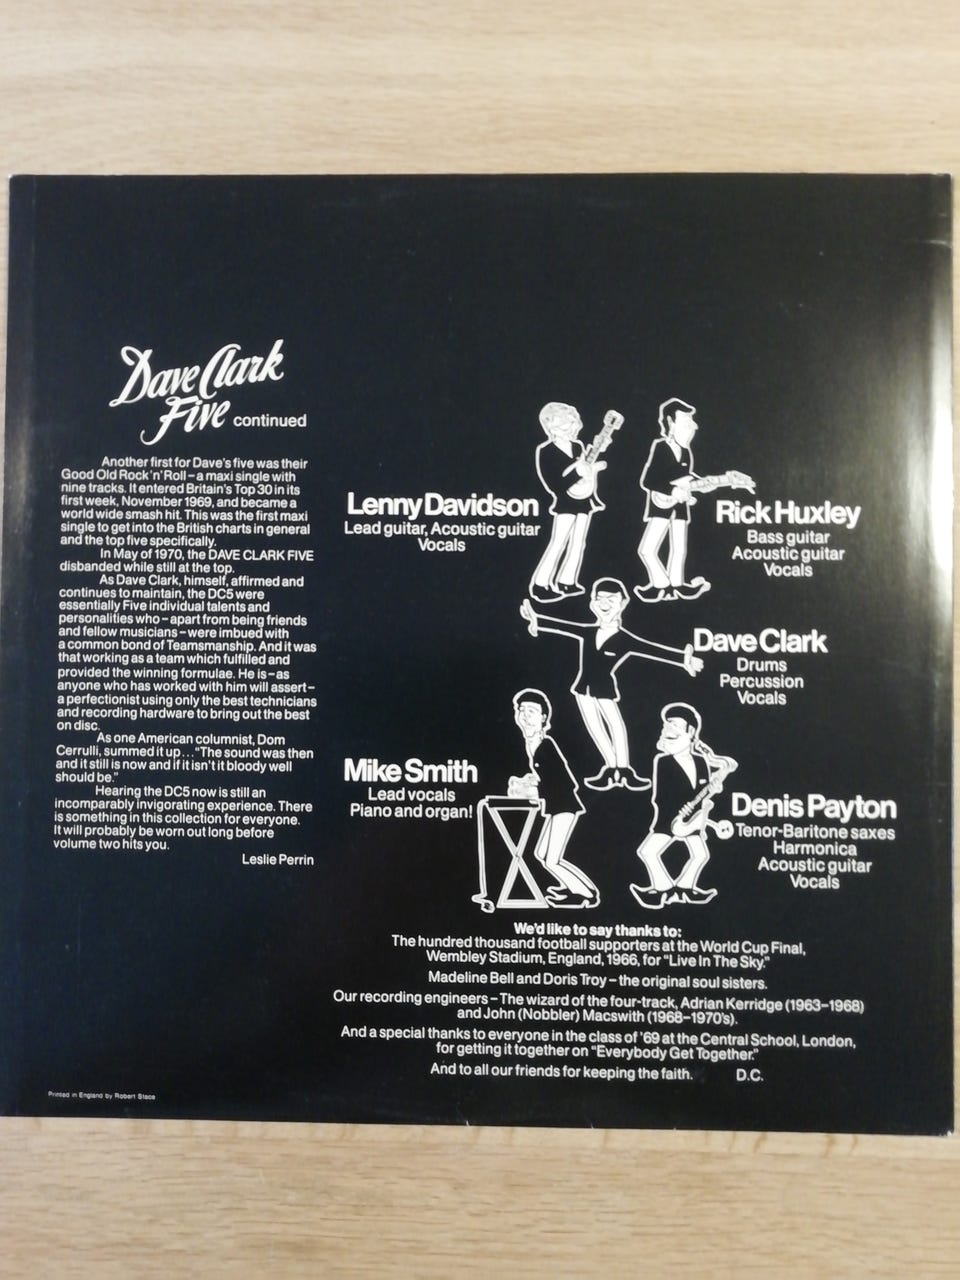 Dave Clark
Five continued
Another first for Dave's five was their
Good Old Rock'n'Roll – a maxi single with
nine tracks. It entered Britain's Top 30 in its
first week, November 1969, and became a
world wide smash hit. This was the first maxi
single to get into the British charts in general
and the top five specifically.
In May of 1970, the DAVE CLARK FIVE
disbanded while still at the top.
As Dave Clark, himself, affirmed and
continues to maintain, the DC5 were
essentially Five individual talents and
personalities who – apart from being friends
and fellow musicians – were imbued with
a common bond of Teamsmanship. And it was
that working as a team which fulfilled and
provided the winning formulae. He is – as
anyone who has worked with him will assert –
a perfectionist using only the best technicians
and recording hardware to bring out the best
on disc.
As one American columnist, Dom
Cerrulli, summed it up... "The sound was then
and it still is now and if it isn't it bloody well
should be."
Hearing the DC5 now is still an
incomparably invigorating experience. There
is something in this collection for everyone.
It will probably be worn out long before
volume two hits you.
Leslie Perrin
Lenny Davidson
Lead guitar, Acoustic guitar
Vocals
Rick Huxley
Bass guitar
Acoustic guitar
Vocals
Dave Clark
Drums
Percussion
Vocals
Mike Smith
Lead vocals
Piano and organ!
Denis Payton
Tenor-Baritone saxes
Harmonica
Acoustic guitar
Vocals
We'd like to say thanks to:
The hundred thousand football supporters at the World Cup Final,
Wembley Stadium, England, 1966, for "Live In The Sky."
Madeline Bell and Doris Troy – the original soul sisters.
Our recording engineers – The wizard of the four-track, Adrian Kerridge (1963–1968)
and John (Nobbler) Macswith (1968–1970's).
And a special thanks to everyone in the class of '69 at the Central School, London,
for getting it together on "Everybody Get Together."
And to all our friends for keeping the faith. D.C.
Printed in England by Robert Stace